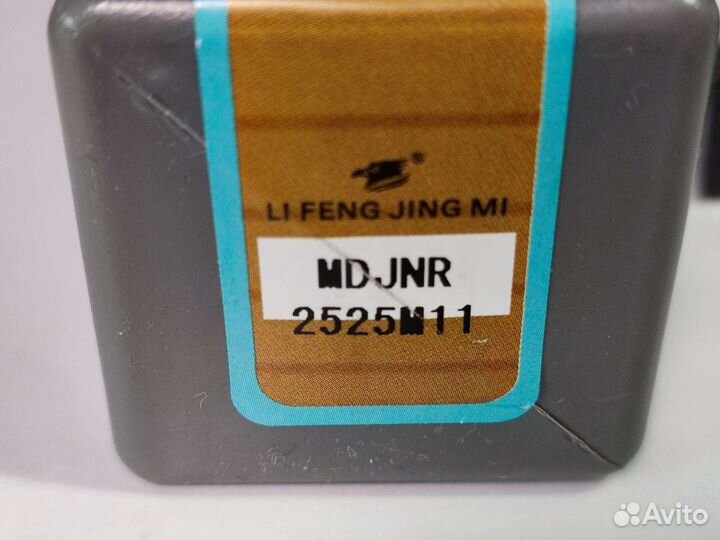 ®
LI FENG JING MI
MDJNR
2525M11
Avito